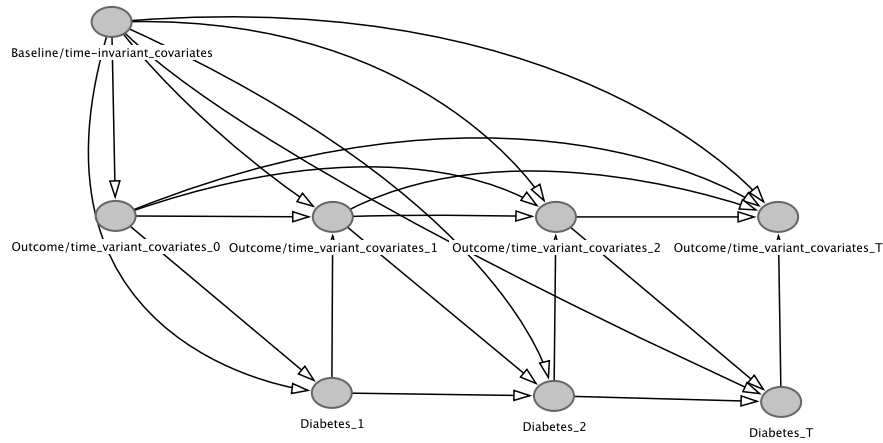 Baseline/time-invariant_covariates
Outcome/time_variant_covariates_0
Outcome/time_variant_covariates_1
Outcome/time_variant_covariates_2
Outcome/time_variant_covariates_T
Diabetes_1
Diabetes_2
Diabetes_T